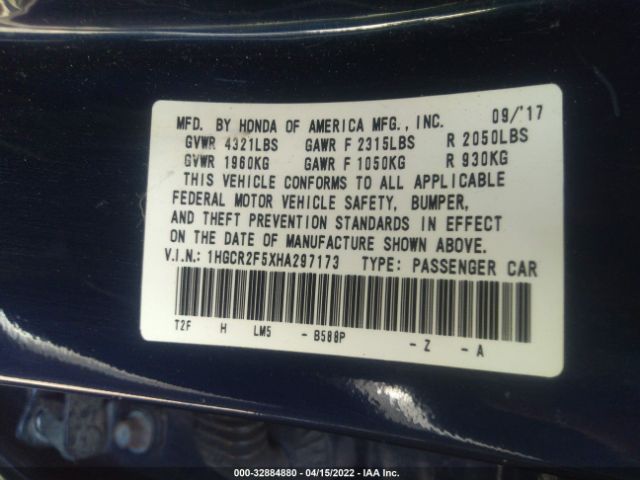 MFD. BY HONDA OF AMERICA MFG., INC. 09/'17
GVWR 4321LBS GAWR F 2315LBS R 2050LBS
GVWR 1960KG GAWR F 1050KG R 930KG
THIS VEHICLE CONFORMS TO ALL APPLICABLE
FEDERAL MOTOR VEHICLE SAFETY, BUMPER,
AND THEFT PREVENTION STANDARDS IN EFFECT
ON THE DATE OF MANUFACTURE SHOWN ABOVE.
V.I.N.: 1HGCR2F5XHA297173 TYPE: PASSENGER CAR
T2F H LM5 - B588P - Z - A
000-32884880 - 04/15/2022 - IAA Inc.